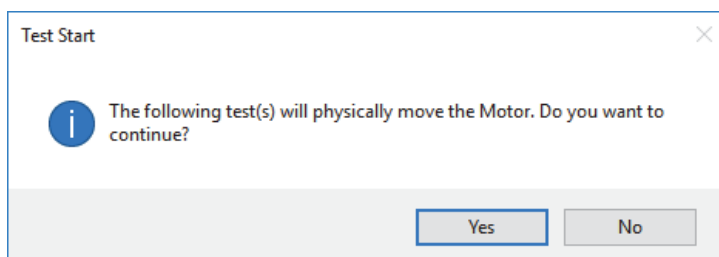 Test Start
The following test(s) will physically move the Motor. Do you want to
continue?
Yes
No